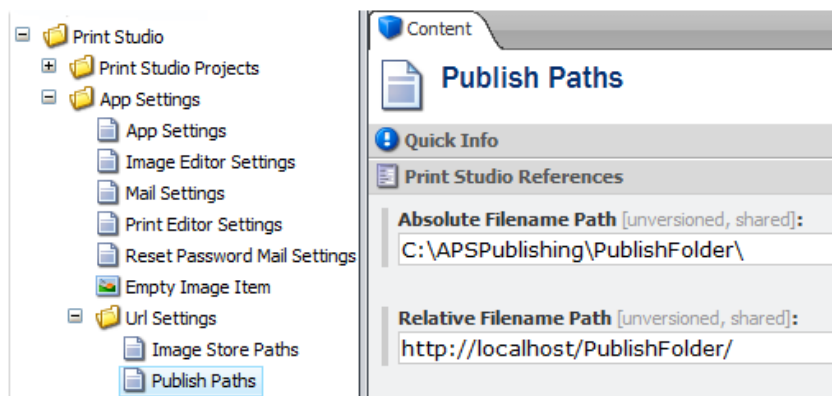 Print Studio
Print Studio Projects
App Settings
App Settings
Image Editor Settings
Mail Settings
Print Editor Settings
Reset Password Mail Settings
Empty Image Item
Url Settings
Image Store Paths
Publish Paths
Content
Publish Paths
Quick Info
Print Studio References
Absolute Filename Path [unversioned, shared]:
C:\APSPublishing\PublishFolder\
Relative Filename Path [unversioned, shared]:
http://localhost/PublishFolder/